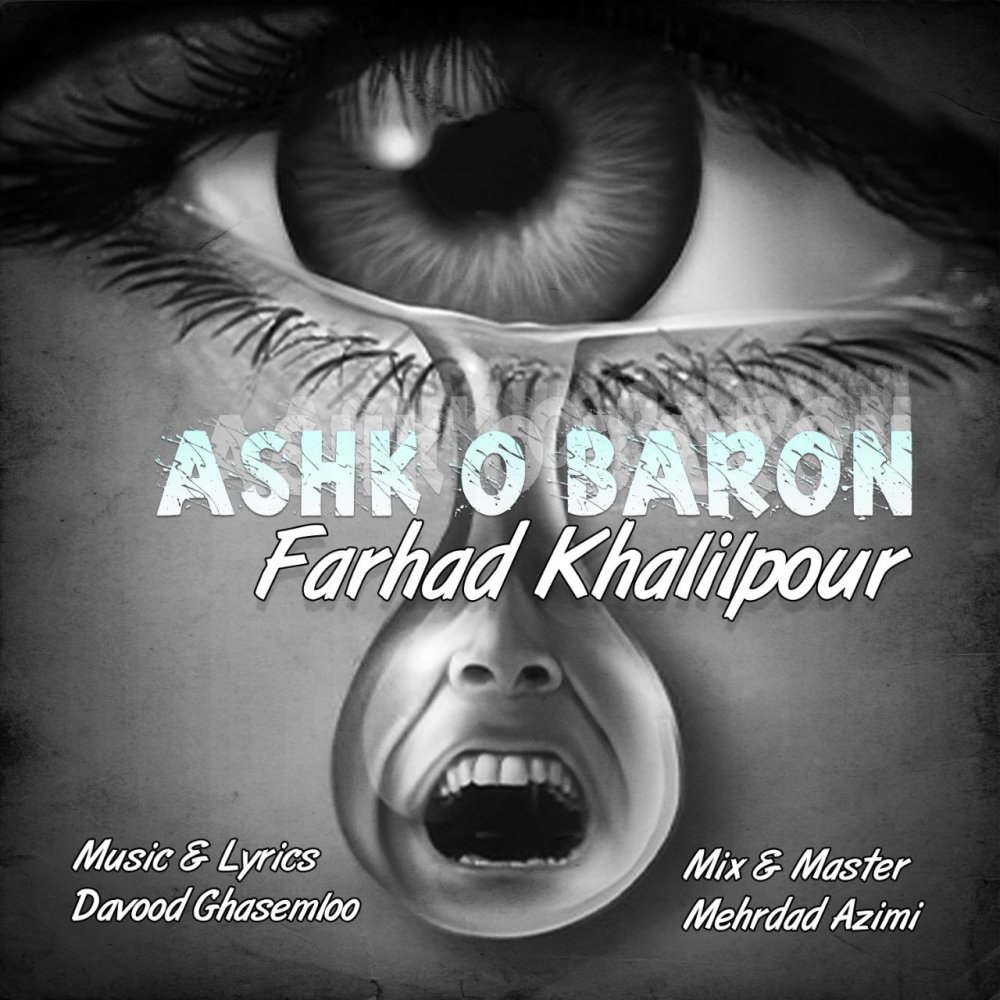 ASHK O BARON
Farhad Khalilpour
Music & Lyrics
Davood Ghasemloo
Mix & Master
Mehrdad Azimi